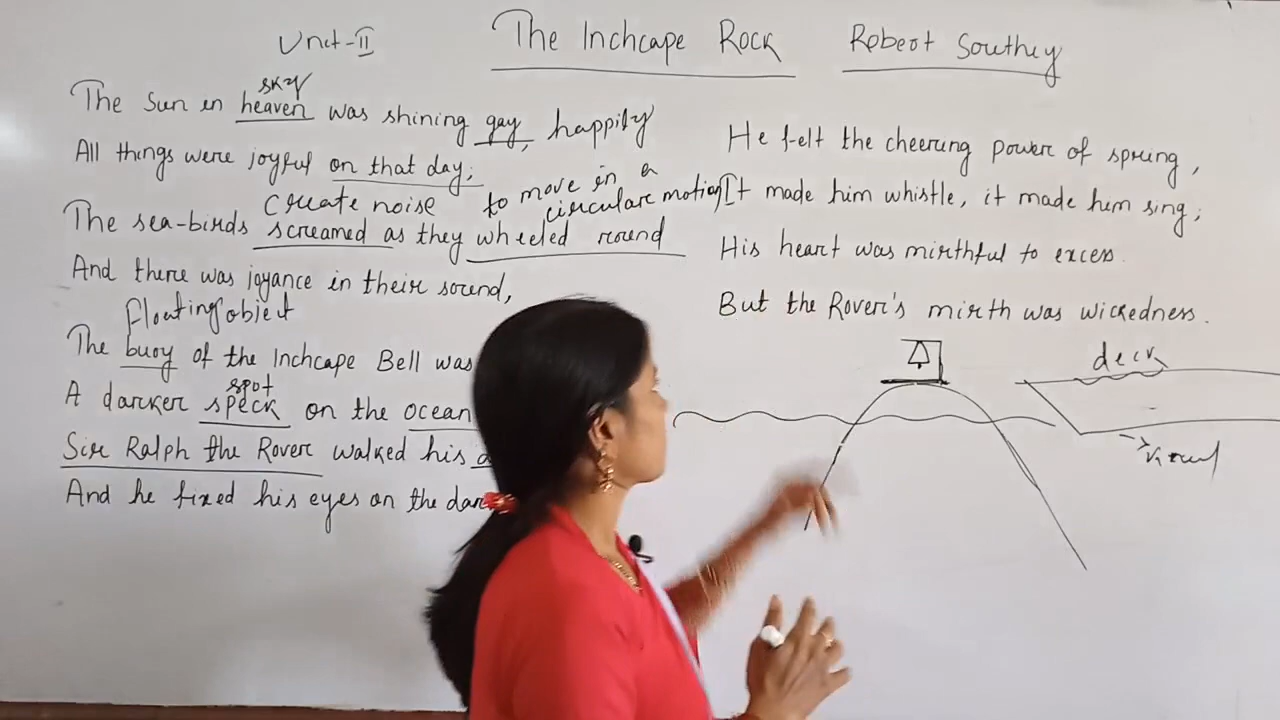 Unit-II
The Inchcape Rock
Robert Southey
sky
The Sun in heaven was shining gay, happily
All things were joyful on that day;
create noise
to move in a
circular motion
The sea-birds screamed as they wheeled round
And there was joyance in their sound,
floating object
The buoy of the Inchcape Bell was
spot
A darker speck on the ocean
Sir Ralph the Rover walked his
And he fixed his eyes on the
He felt the cheering power of spring,
It made him whistle, it made him sing;
His heart was mirthful to excess.
But the Rover's mirth was wickedness.
deck